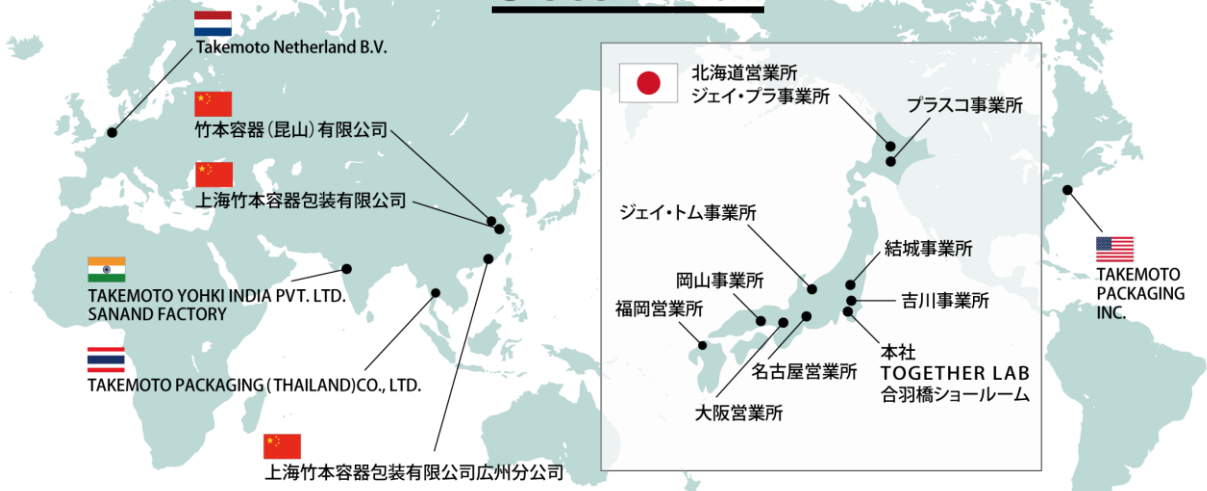 Takemoto Netherland B.V.
竹本容器(昆山)有限公司
上海竹本容器包装有限公司
TAKEMOTO YOHKI INDIA PVT. LTD.
SANAND FACTORY
TAKEMOTO PACKAGING (THAILAND)CO., LTD.
上海竹本容器包装有限公司広州分公司
北海道営業所
ジェイ・プラ事業所
プラスコ事業所
ジェイ・トム事業所
結城事業所
岡山事業所
吉川事業所
福岡営業所
本社
TOGETHER LAB
合羽橋ショールーム
名古屋営業所
大阪営業所
TAKEMOTO
PACKAGING
INC.